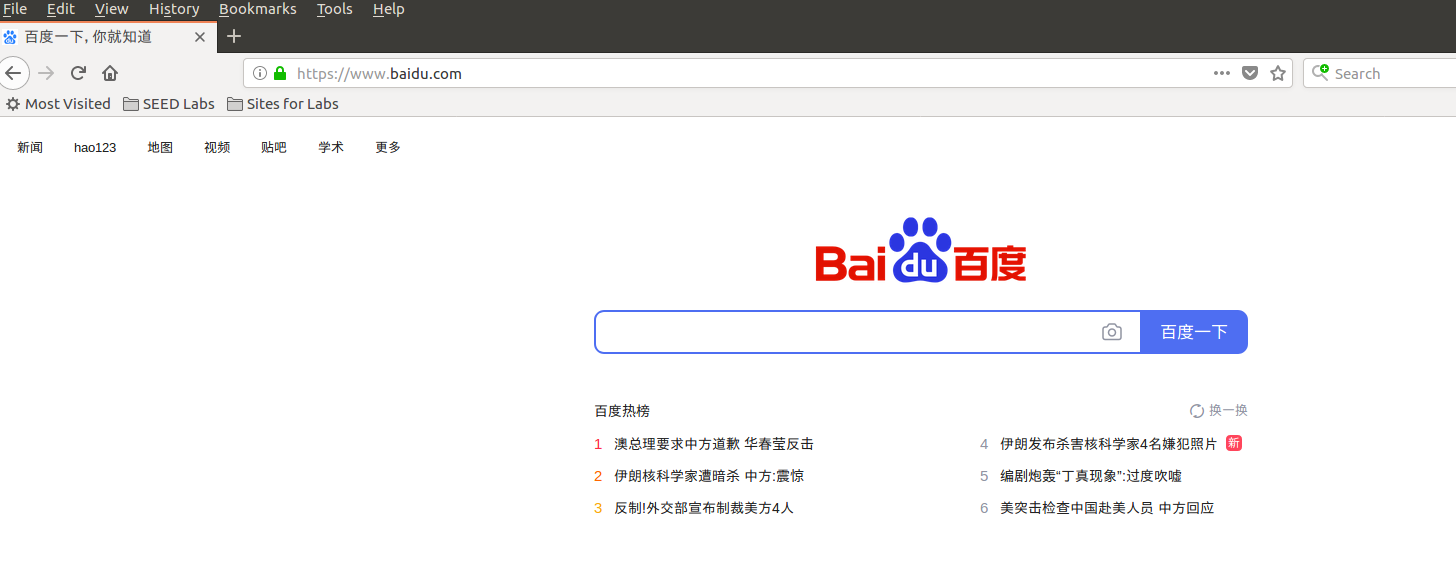 File Edit View History Bookmarks Tools Help
百度一下,你就知道
https://www.baidu.com
Search
Most Visited SEED Labs Sites for Labs
新闻 hao123 地图 视频 贴吧 学术 更多
Bai du 百度
百度一下
百度热榜 换一换
1 澳总理要求中方道歉 华春莹反击
2 伊朗核科学家遭暗杀 中方:震惊
3 反制!外交部宣布制裁美方4人
4 伊朗发布杀害核科学家4名嫌犯照片 新
5 编剧炮轰“丁真现象”:过度吹嘘
6 美突击检查中国赴美人员 中方回应